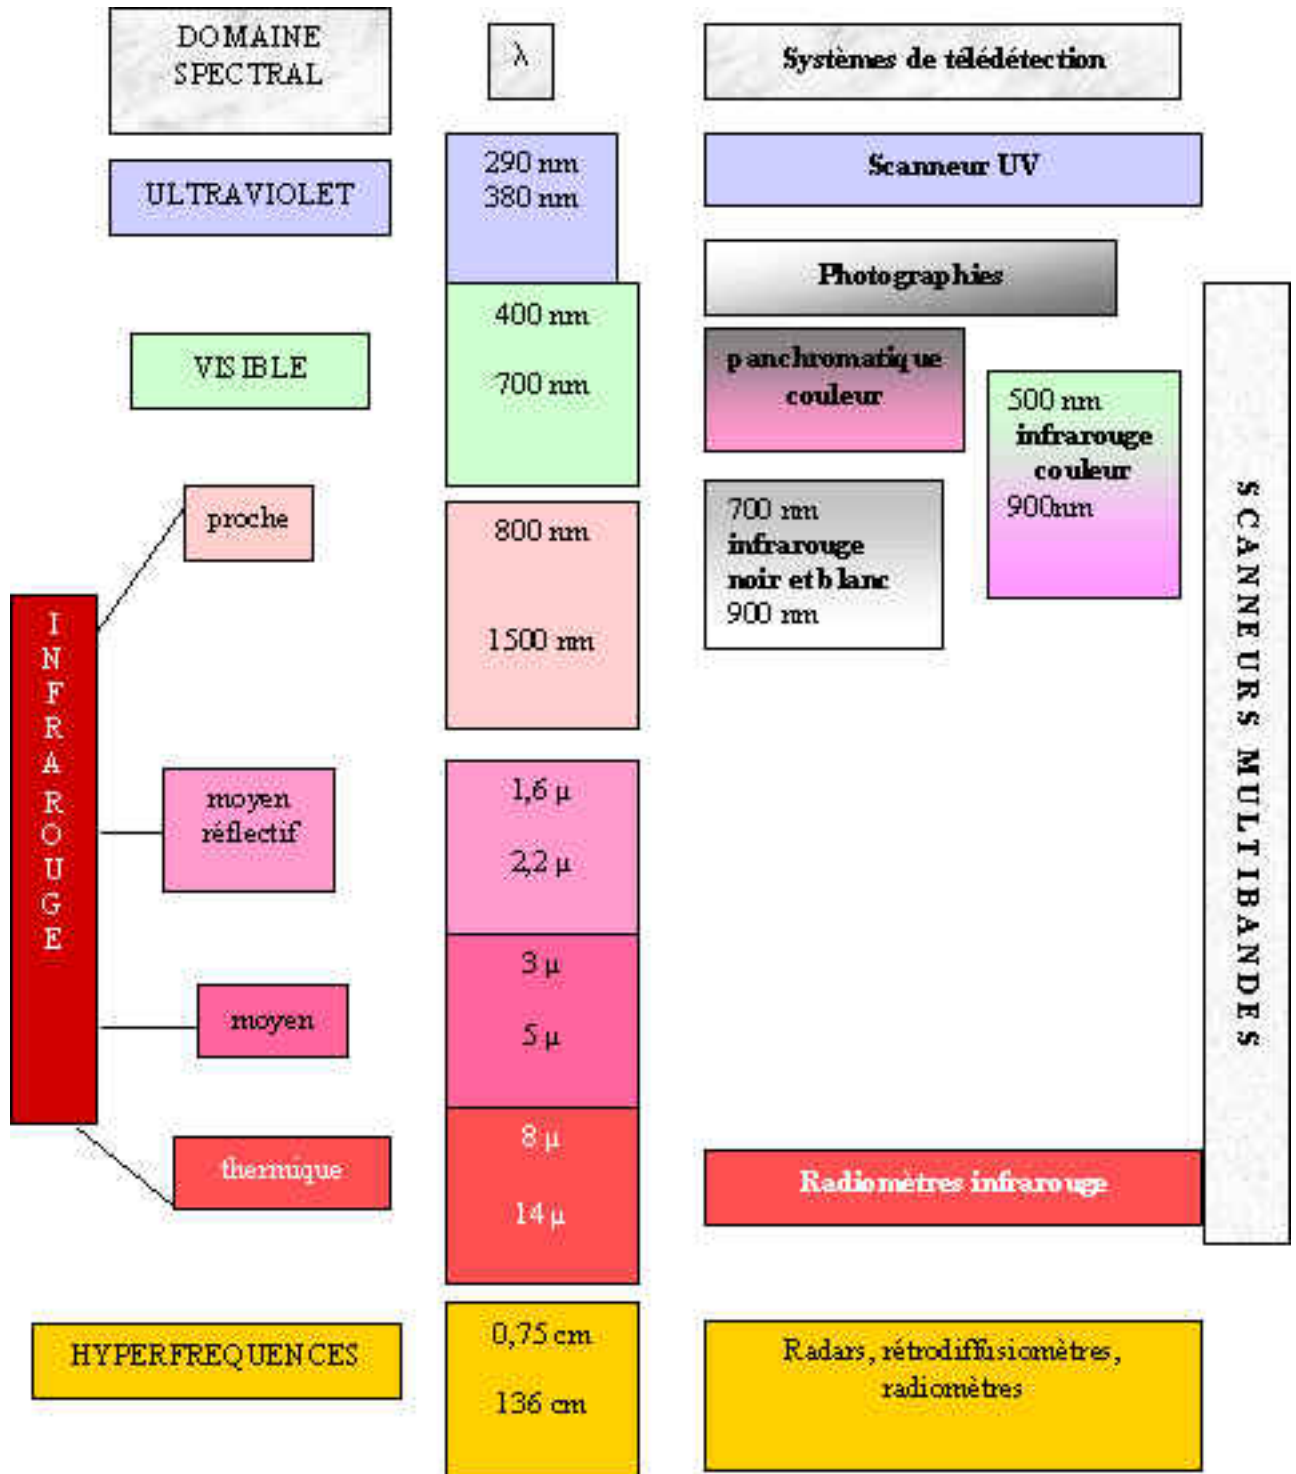 DOMAINE
SPECTRAL
λ
Systèmes de télédétection
ULTRAVIOLET
290 nm
380 nm
Scanneur UV
Photographies
VISIBLE
400 nm
700 nm
panchromatique
couleur
500 nm
infrarouge
couleur
900nm
proche
800 nm
1500 nm
700 nm
infrarouge
noir et blanc
900 nm
INFRAROUGE
moyen
réflectif
1,6 µ
2,2 µ
moyen
3 µ
5 µ
thermique
8 µ
14 µ
Radiomètres infrarouge
SCANNEURS MULTIBANDES
HYPERFREQUENCES
0,75 cm
136 cm
Radars, rétrodiffusiomètres,
radiomètres